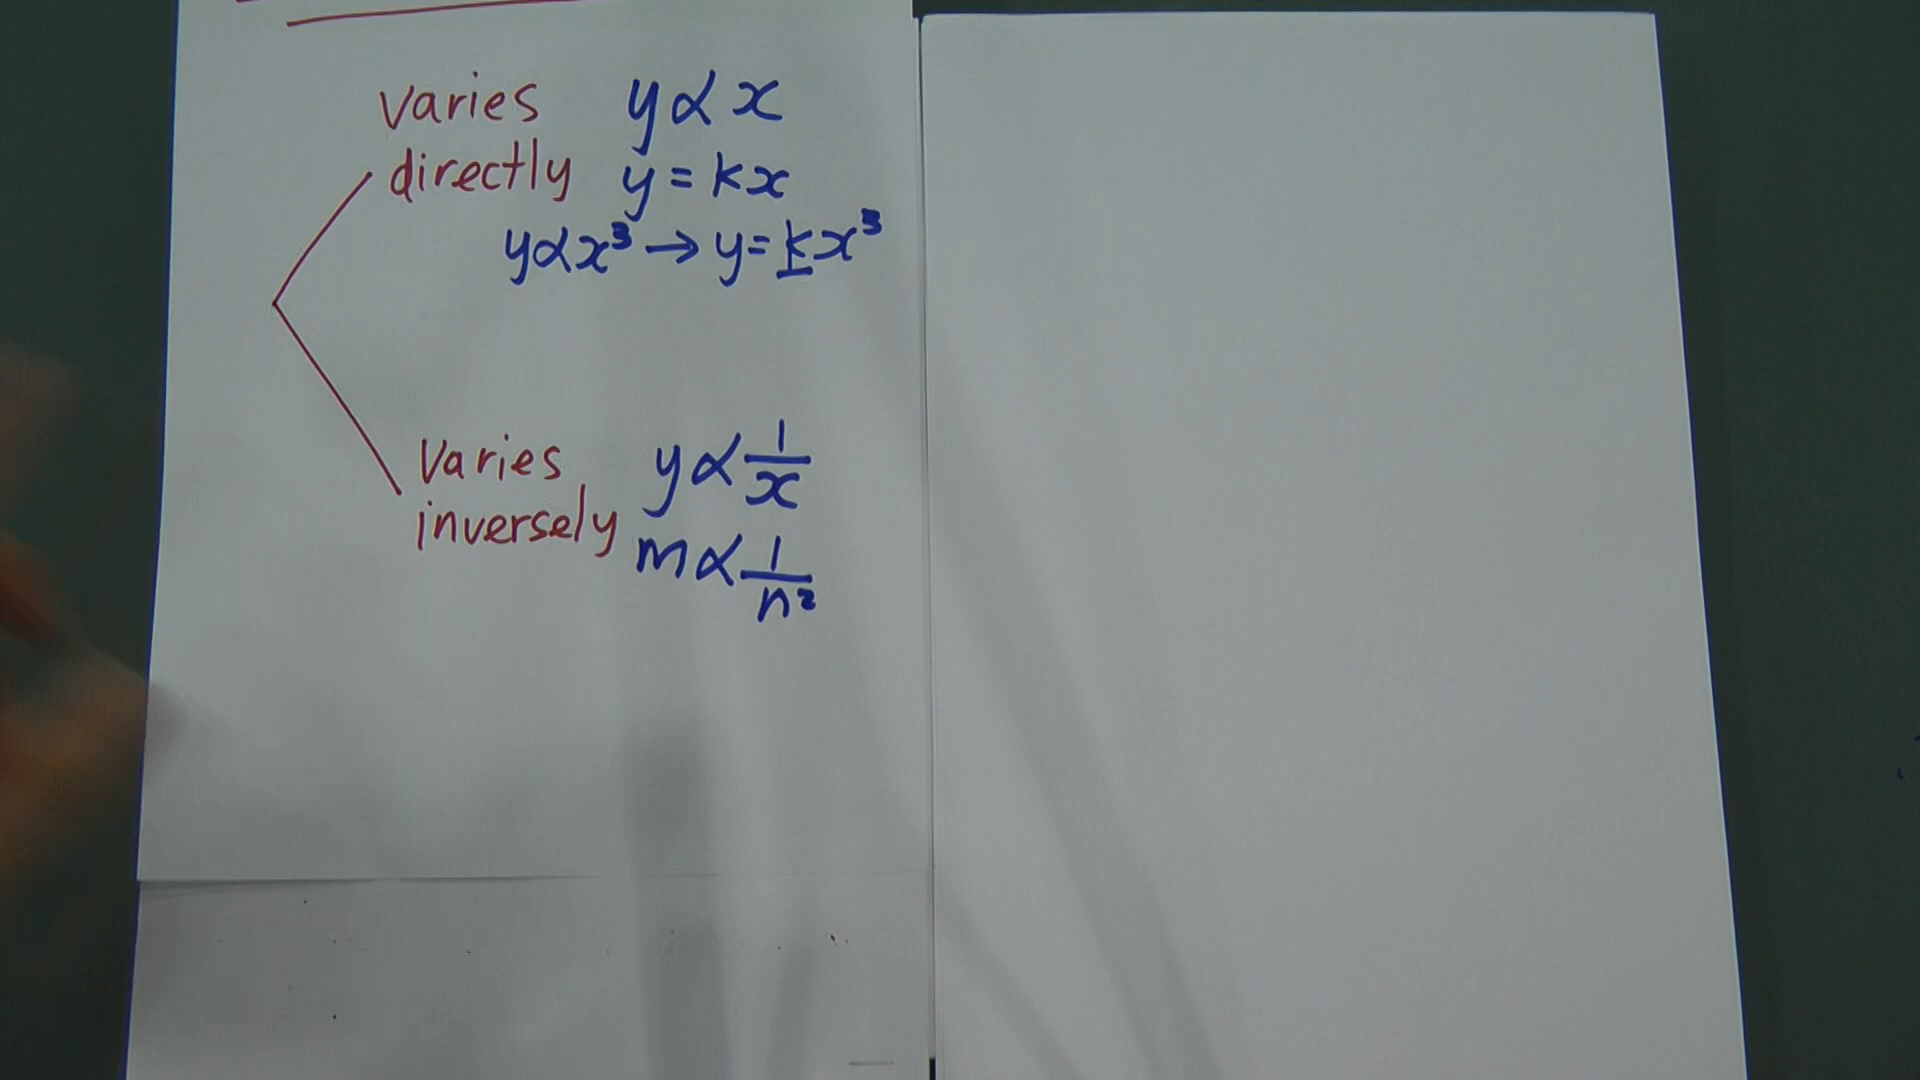 varies y∝x
directly y=kx
y∝x³→y=kx³
Varies y∝1/x
inversely m∝1/n²